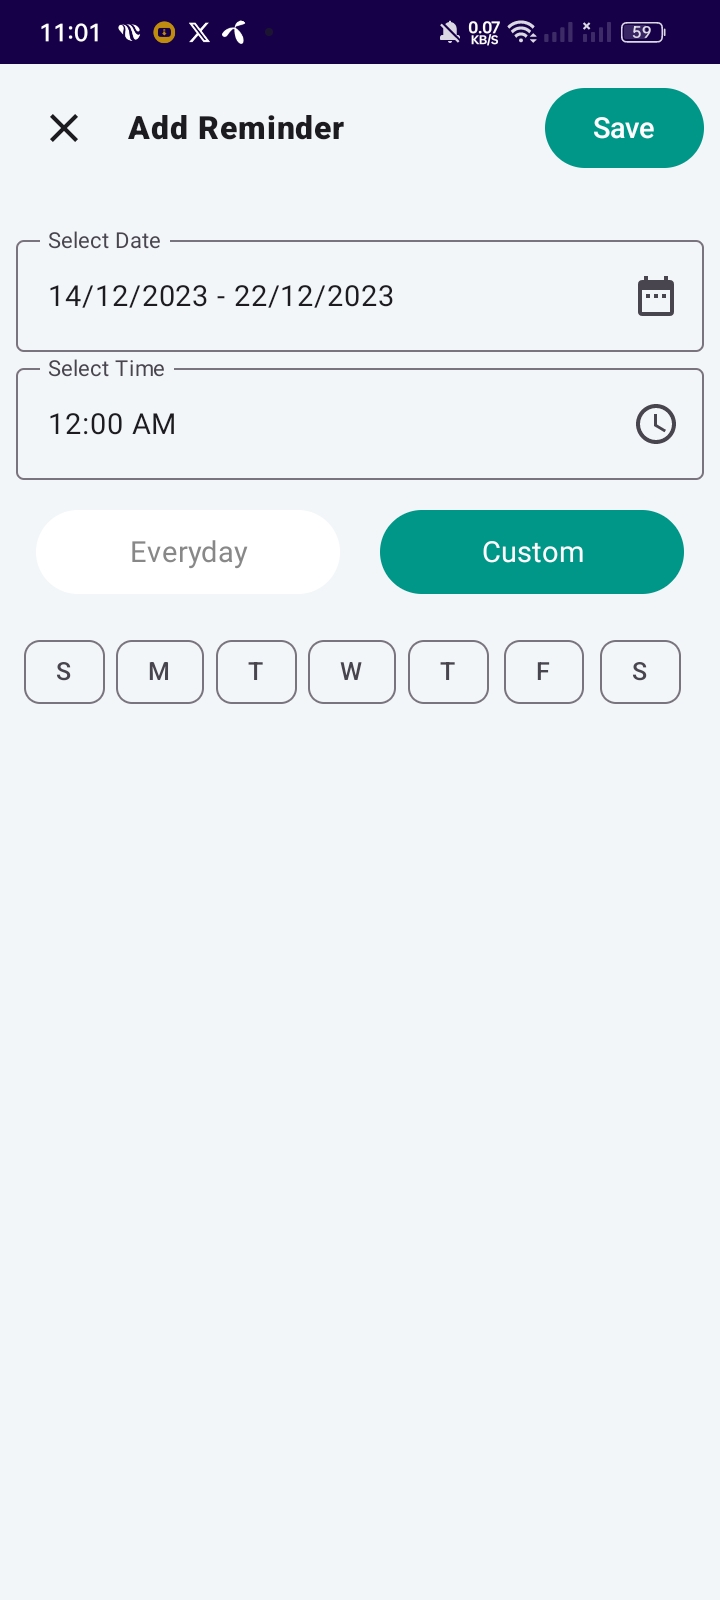 11:01 0.07 KB/S 59
Add Reminder Save
Select Date
14/12/2023 - 22/12/2023
Select Time
12:00 AM
Everyday Custom
S M T W T F S